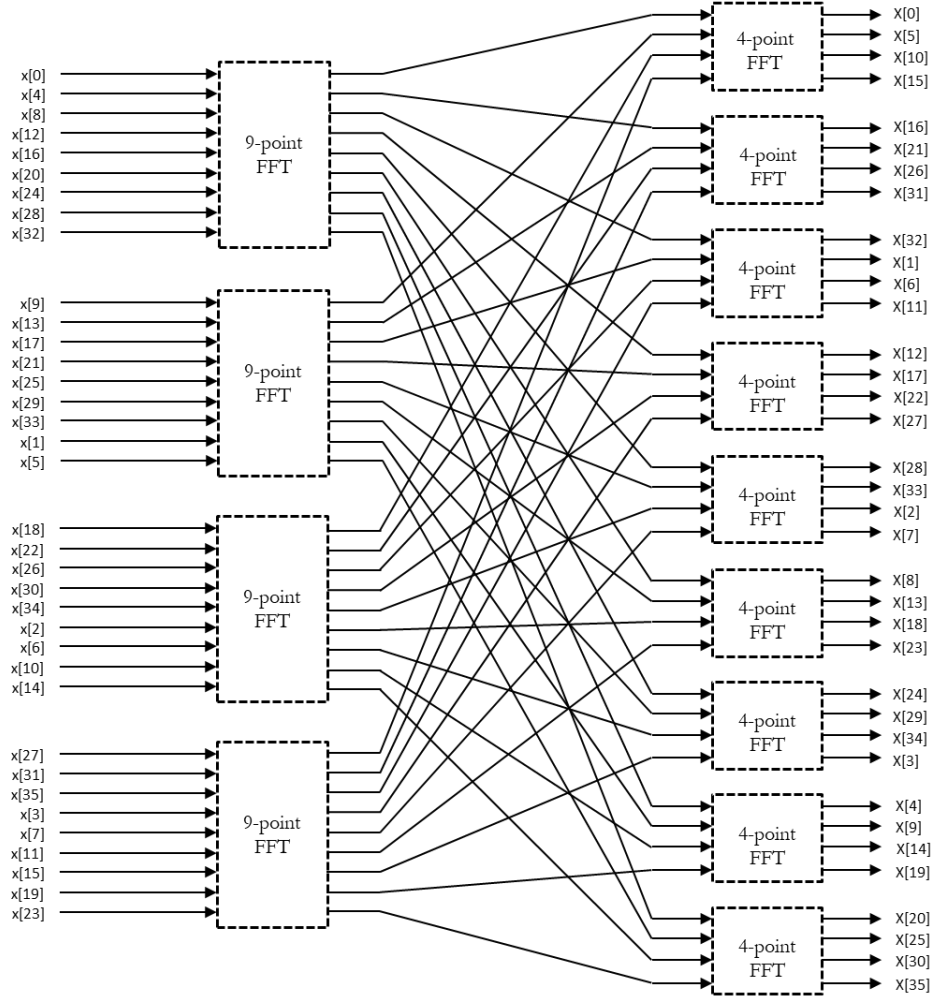 x[0]
x[4]
x[8]
x[12]
x[16]
x[20]
x[24]
x[28]
x[32]
9-point
FFT
x[9]
x[13]
x[17]
x[21]
x[25]
x[29]
x[33]
x[1]
x[5]
9-point
FFT
x[18]
x[22]
x[26]
x[30]
x[34]
x[2]
x[6]
x[10]
x[14]
9-point
FFT
x[27]
x[31]
x[35]
x[3]
x[7]
x[11]
x[15]
x[19]
x[23]
9-point
FFT
4-point
FFT
X[0]
X[5]
X[10]
X[15]
4-point
FFT
X[16]
X[21]
X[26]
X[31]
4-point
FFT
X[32]
X[1]
X[6]
X[11]
4-point
FFT
X[12]
X[17]
X[22]
X[27]
4-point
FFT
X[28]
X[33]
X[2]
X[7]
4-point
FFT
X[8]
X[13]
X[18]
X[23]
4-point
FFT
X[24]
X[29]
X[34]
X[3]
4-point
FFT
X[4]
X[9]
X[14]
X[19]
4-point
FFT
X[20]
X[25]
X[30]
X[35]